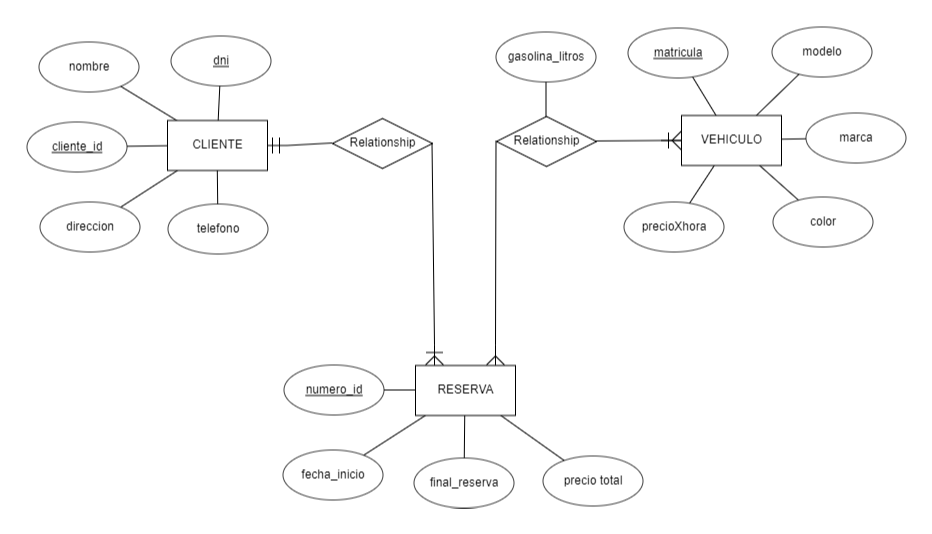 nombre
dni
gasolina_litros
matricula
modelo
cliente_id
CLIENTE
Relationship
Relationship
VEHICULO
marca
direccion
telefono
precioXhora
color
numero_id
RESERVA
fecha_inicio
final_reserva
precio total